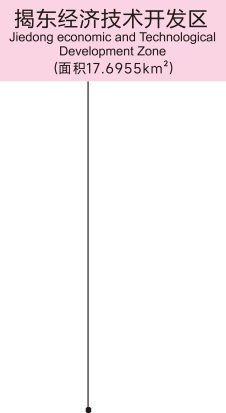 揭东经济技术开发区
Jiedong economic and Technological
Development Zone
(面积17.6955km²)